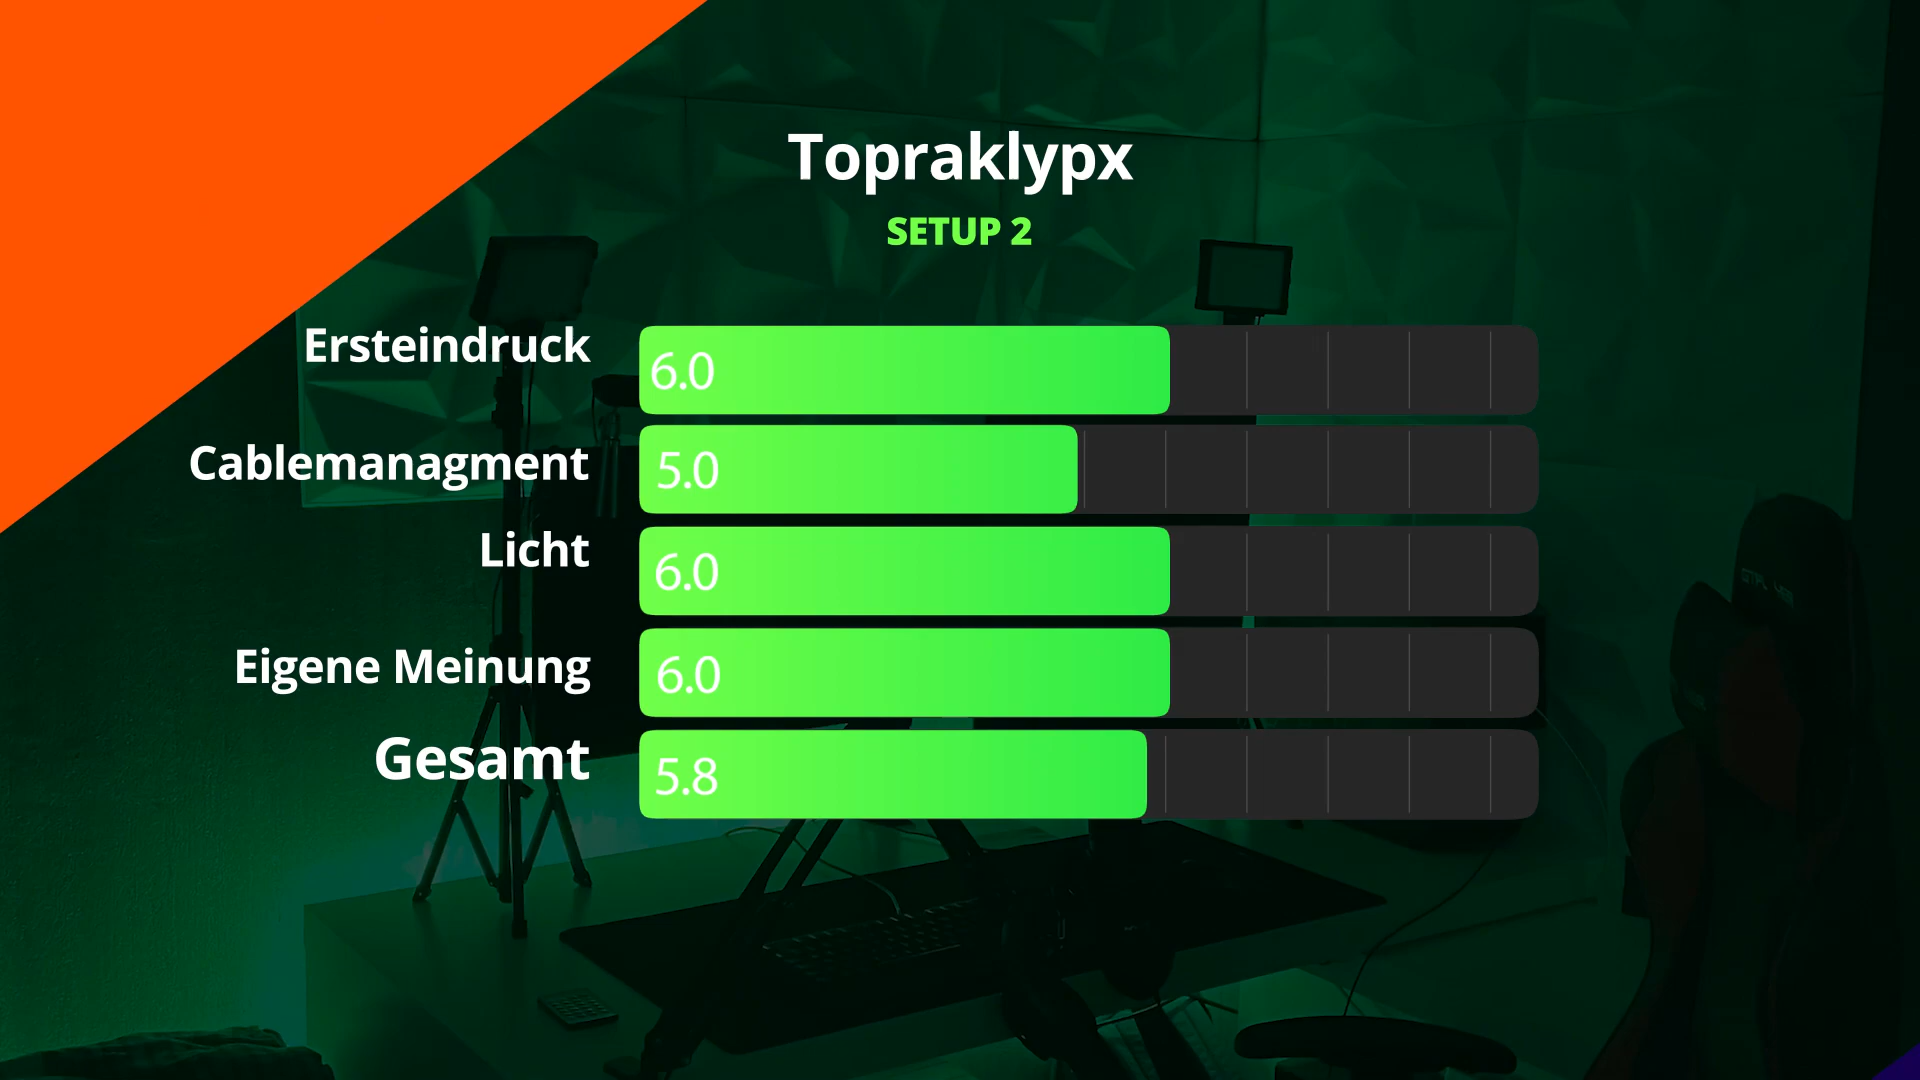 Topraklypx
SETUP 2
Ersteindruck 6.0
Cablemanagment 5.0
Licht 6.0
Eigene Meinung 6.0
Gesamt 5.8